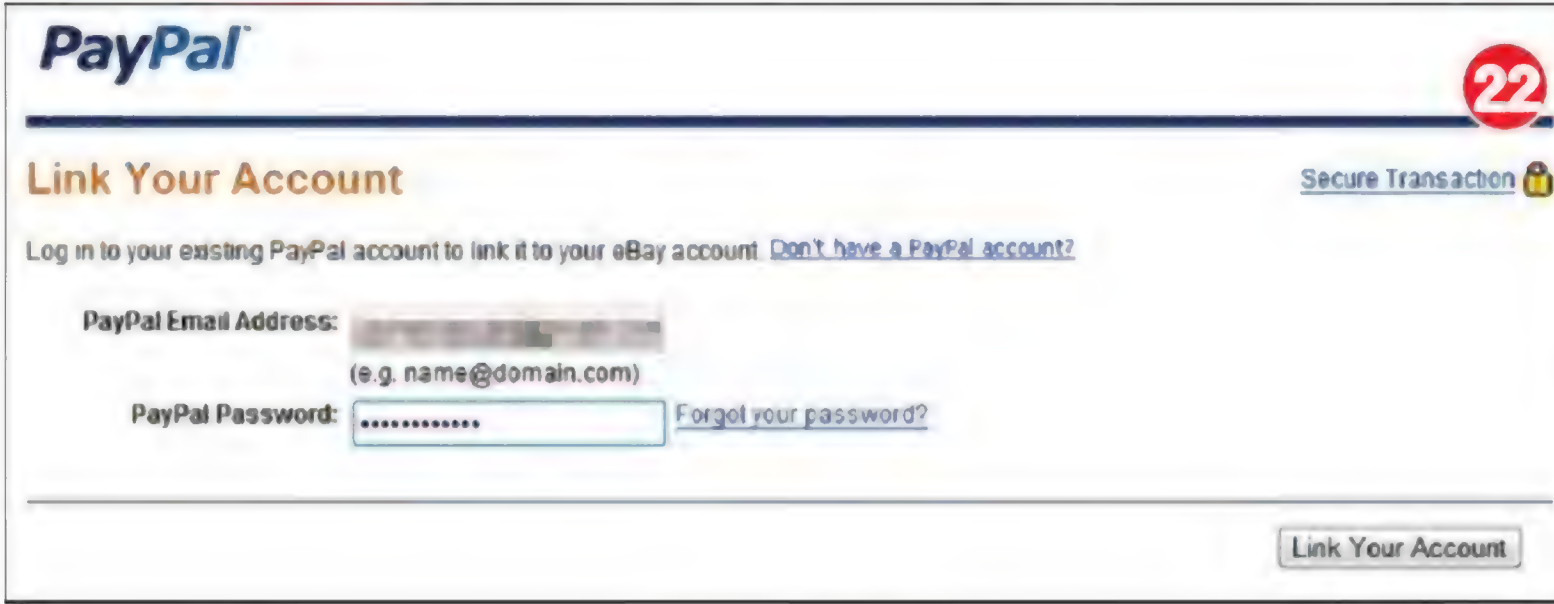 PayPal
22
Link Your Account
Secure Transaction
Log in to your existing PayPal account to link it to your eBay account Don't have a PayPal account?
PayPal Email Address:
(e.g. name@domain.com)
PayPal Password: ............
Forgot your password?
Link Your Account